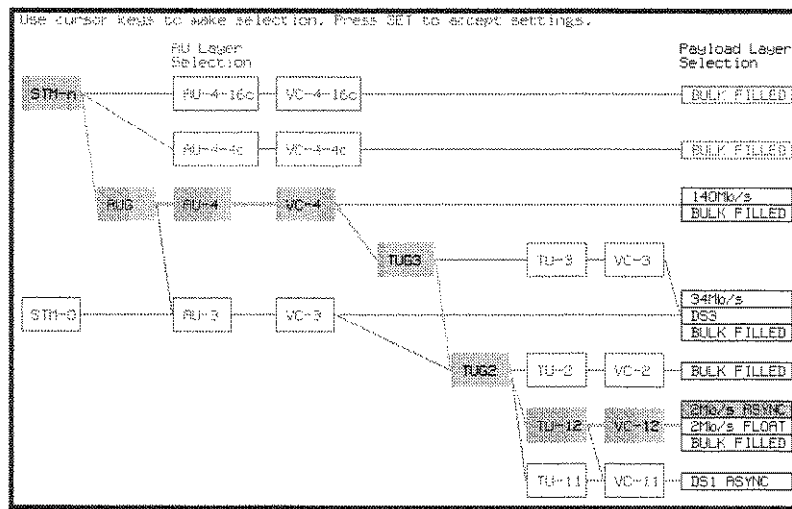 Use cursor keys to make selection. Press SET to accept settings.
AU Layer
Selection
Payload Layer
Selection
STM-n AU-4-16c VC-4-16c BULK FILLED
AU-4-4c VC-4-4c BULK FILLED
AUG AU-4 VC-4 140Mb/s
BULK FILLED
TUG3 TU-3 VC-3
34Mb/s
STM-0 AU-3 VC-3 DS3
BULK FILLED
TUG2 TU-2 VC-2 BULK FILLED
2Mb/s ASYNC
TU-12 VC-12 2Mb/s FLOAT
BULK FILLED
TU-11 VC-11 DS1 ASYNC